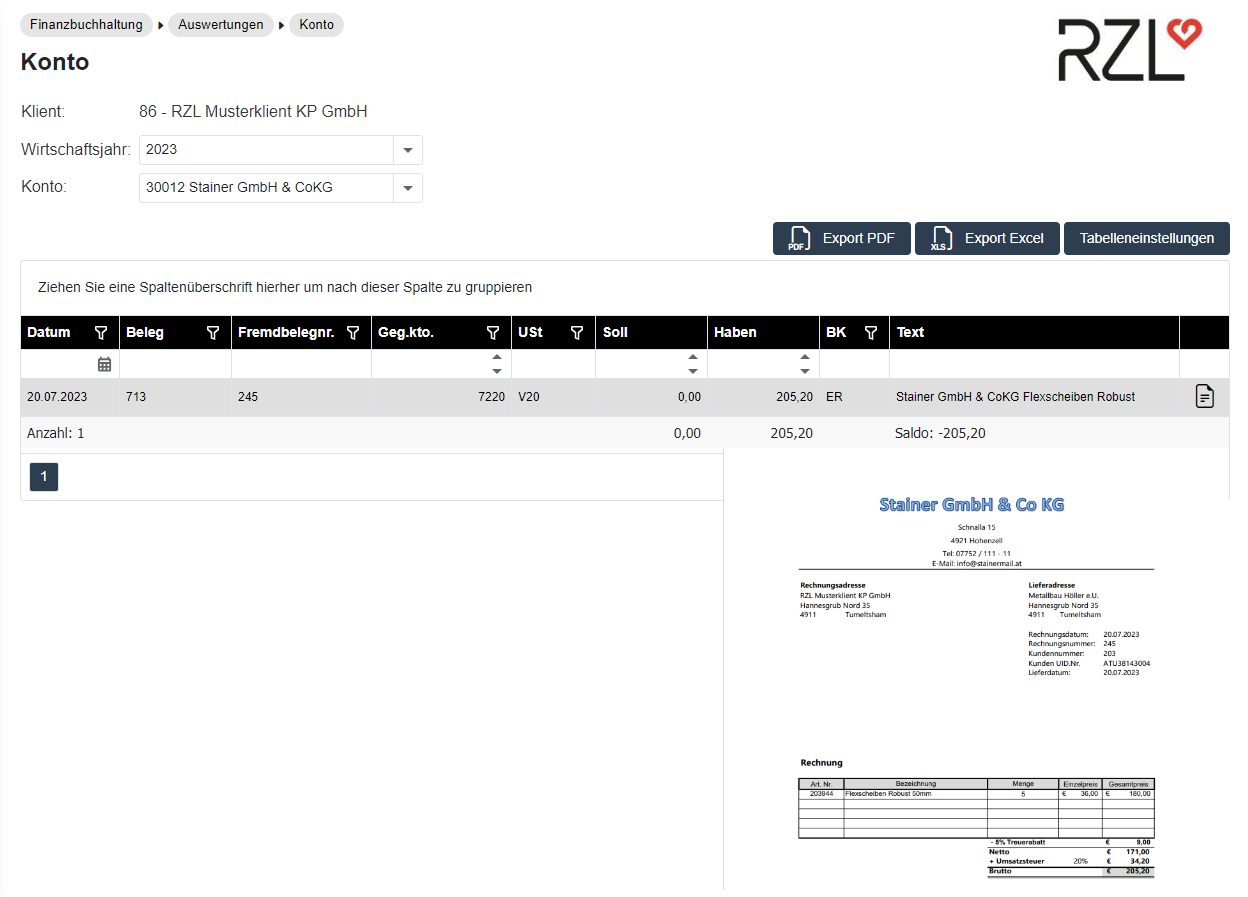 Finanzbuchhaltung Auswertungen Konto
RZL
Konto
Klient: 86 - RZL Musterklient KP GmbH
Wirtschaftsjahr: 2023
Konto: 30012 Stainer GmbH & CoKG
PDF Export PDF XLS Export Excel Tabelleneinstellungen
Ziehen Sie eine Spaltenüberschrift hierher um nach dieser Spalte zu gruppieren
Datum Beleg Fremdbelegnr. Geg.kto. USt Soll Haben BK Text
20.07.2023 713 245 7220 V20 0,00 205,20 ER Stainer GmbH & CoKG Flexscheiben Robust
Anzahl: 1 0,00 205,20 Saldo: -205,20
1
Stainer GmbH & Co KG
Schnalla 15
4921 Hohenzell
Tel: 07752 / 111 - 11
E-Mail: info@stainermail.at
Rechnungsadresse Lieferadresse
RZL Musterklient KP GmbH Metallbau Höller e.U.
Hannesgrub Nord 35 Hannesgrub Nord 35
4911 Tumeltsham 4911 Tumeltsham
Rechnungsdatum: 20.07.2023
Rechnungsnummer: 245
Kundennummer: 203
Kunden UID.Nr. ATU38143004
Lieferdatum: 20.07.2023
Rechnung
Art. Nr. Bezeichnung Menge Einzelpreis Gesamtpreis
203944 Flexscheiben Robust 50mm 5 € 36,00 € 180,00
- 5% Treuerabatt € 9,00
Netto € 171,00
+ Umsatzsteuer 20% € 34,20
Brutto € 205,20